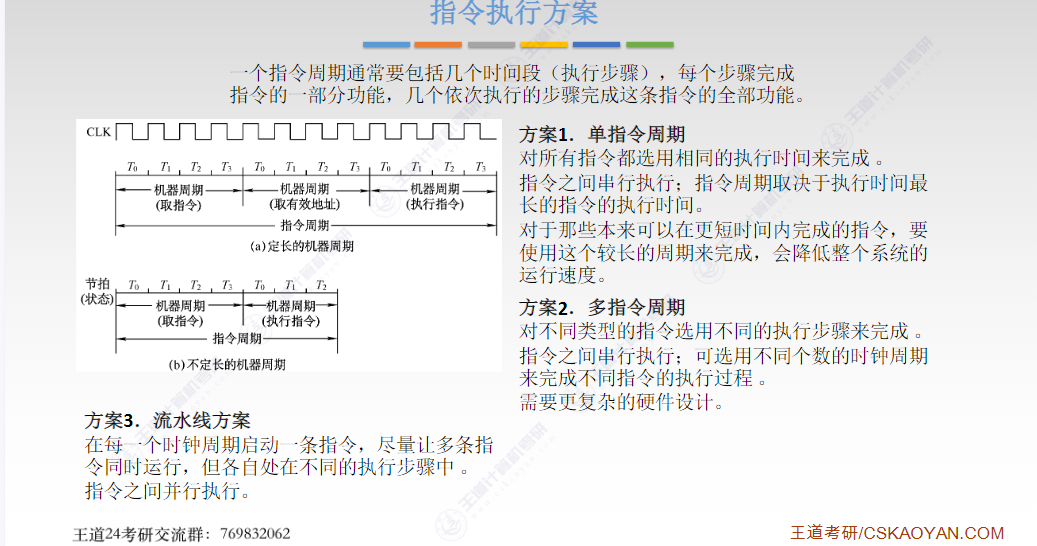 指令执行方案
一个指令周期通常要包括几个时间段（执行步骤），每个步骤完成
指令的一部分功能，几个依次执行的步骤完成这条指令的全部功能。
CLK
T0 T1 T2 T3 T0 T1 T2 T3 T0 T1 T2 T3
机器周期 机器周期 机器周期
(取指令) (取有效地址) (执行指令)
指令周期
(a)定长的机器周期
节拍 T0 T1 T2 T3 T0 T1 T2
(状态)
机器周期 机器周期
(取指令) (执行指令)
指令周期
(b)不定长的机器周期
方案1．单指令周期
对所有指令都选用相同的执行时间来完成 。
指令之间串行执行；指令周期取决于执行时间最
长的指令的执行时间。
对于那些本来可以在更短时间内完成的指令，要
使用这个较长的周期来完成，会降低整个系统的
运行速度。
方案2．多指令周期
对不同类型的指令选用不同的执行步骤来完成 。
指令之间串行执行；可选用不同个数的时钟周期
来完成不同指令的执行过程 。
需要更复杂的硬件设计。
方案3．流水线方案
在每一个时钟周期启动一条指令，尽量让多条指
令同时运行，但各自处在不同的执行步骤中 。
指令之间并行执行。
王道24考研交流群：769832062
王道考研/CSKAOYAN.COM